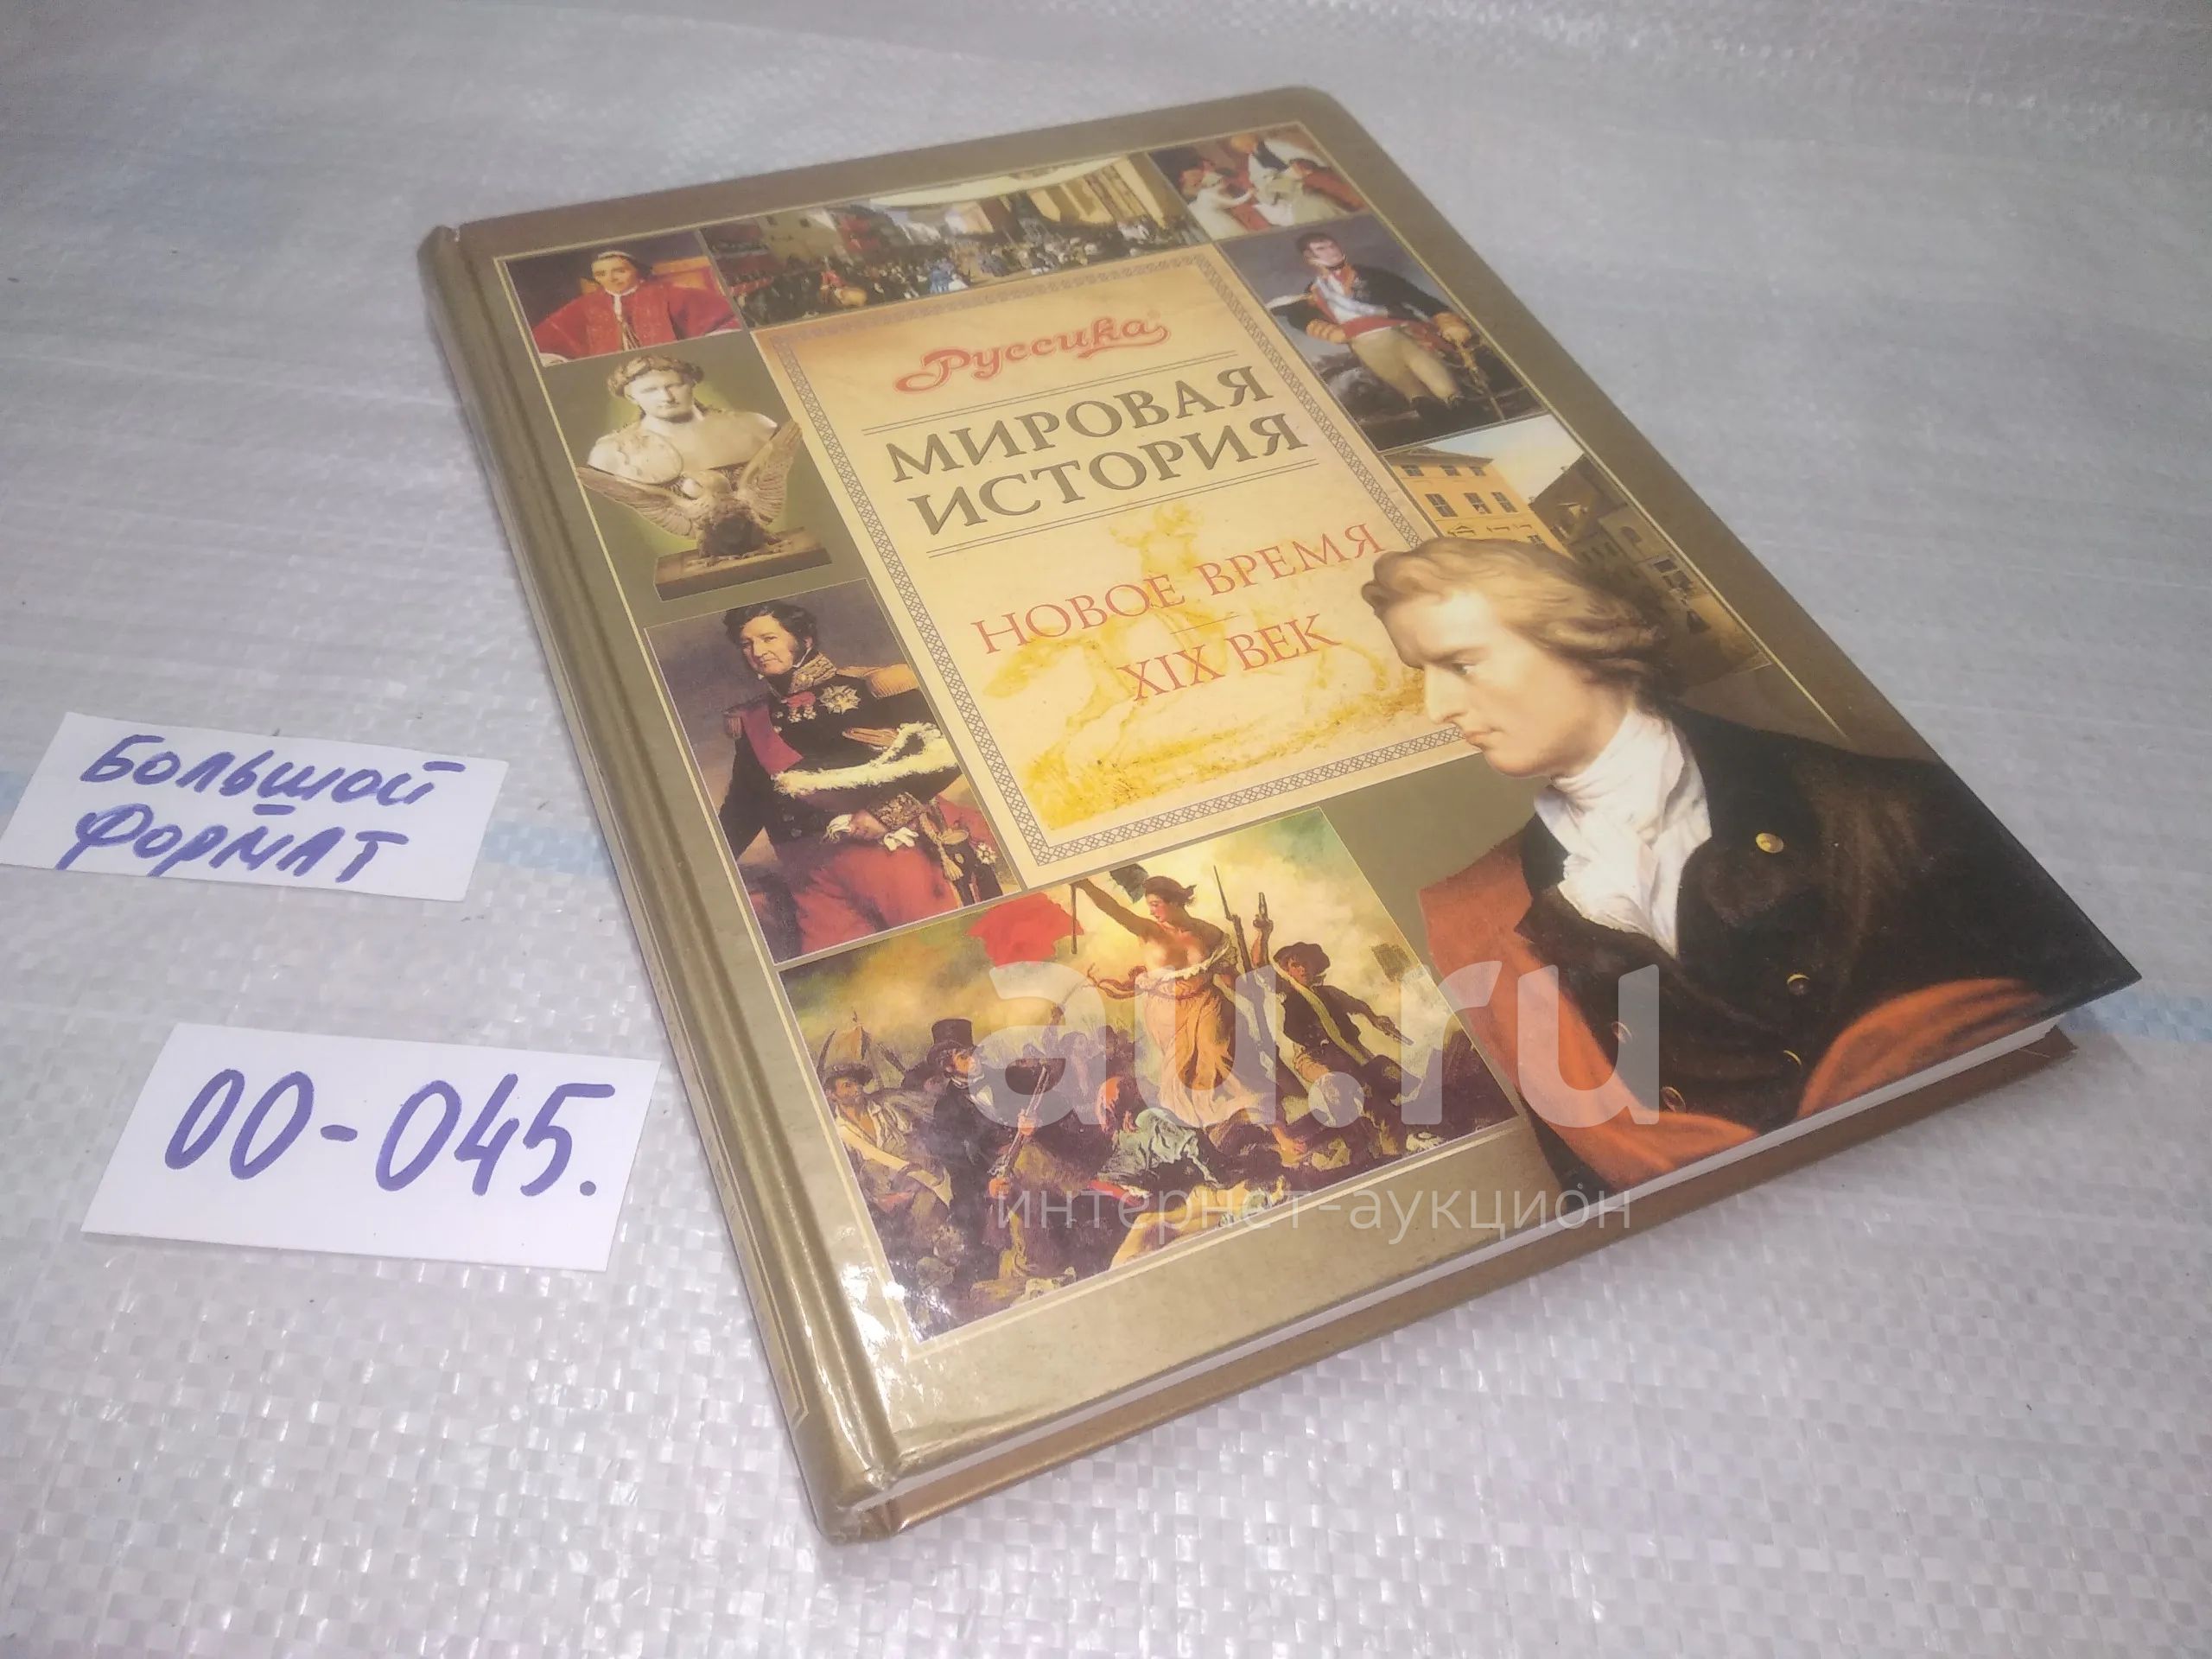 Руссика
МИРОВАЯ
ИСТОРИЯ
НОВОЕ ВРЕМЯ
XIX ВЕК
БОЛЬШОЙ
ФОРМАТ
00-045.
au.ru
интернет-аукцион